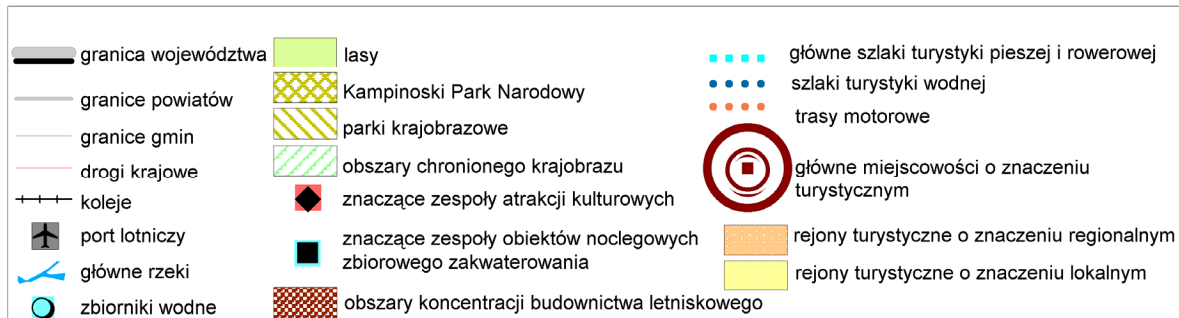 granica województwa
granice powiatów
granice gmin
drogi krajowe
koleje
port lotniczy
główne rzeki
zbiorniki wodne
lasy
Kampinoski Park Narodowy
parki krajobrazowe
obszary chronionego krajobrazu
znaczące zespoły atrakcji kulturowych
znaczące zespoły obiektów noclegowych
zbiorowego zakwaterowania
obszary koncentracji budownictwa letniskowego
główne szlaki turystyki pieszej i rowerowej
szlaki turystyki wodnej
trasy motorowe
główne miejscowości o znaczeniu
turystycznym
rejony turystyczne o znaczeniu regionalnym
rejony turystyczne o znaczeniu lokalnym